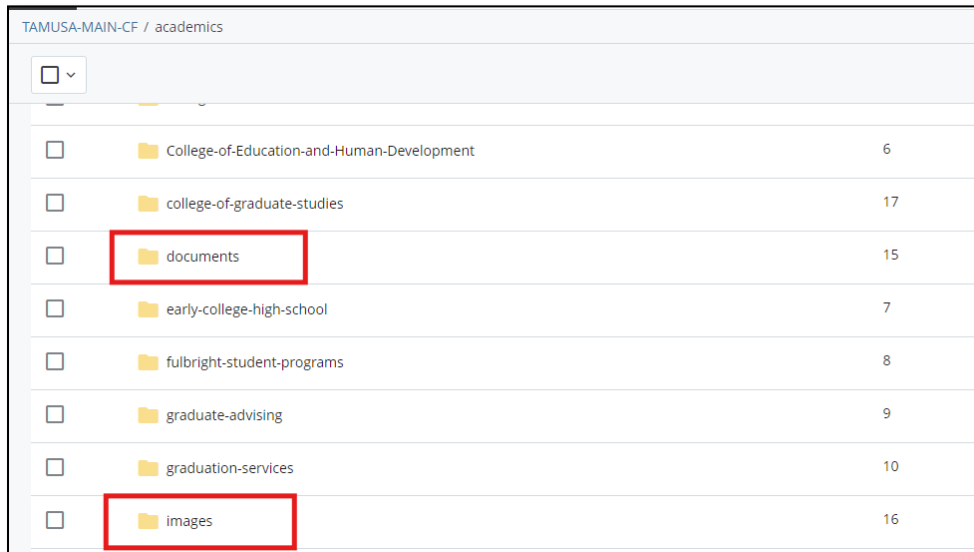 TAMUSA-MAIN-CF / academics
College-of-Education-and-Human-Development 6
college-of-graduate-studies 17
documents 15
early-college-high-school 7
fulbright-student-programs 8
graduate-advising 9
graduation-services 10
images 16